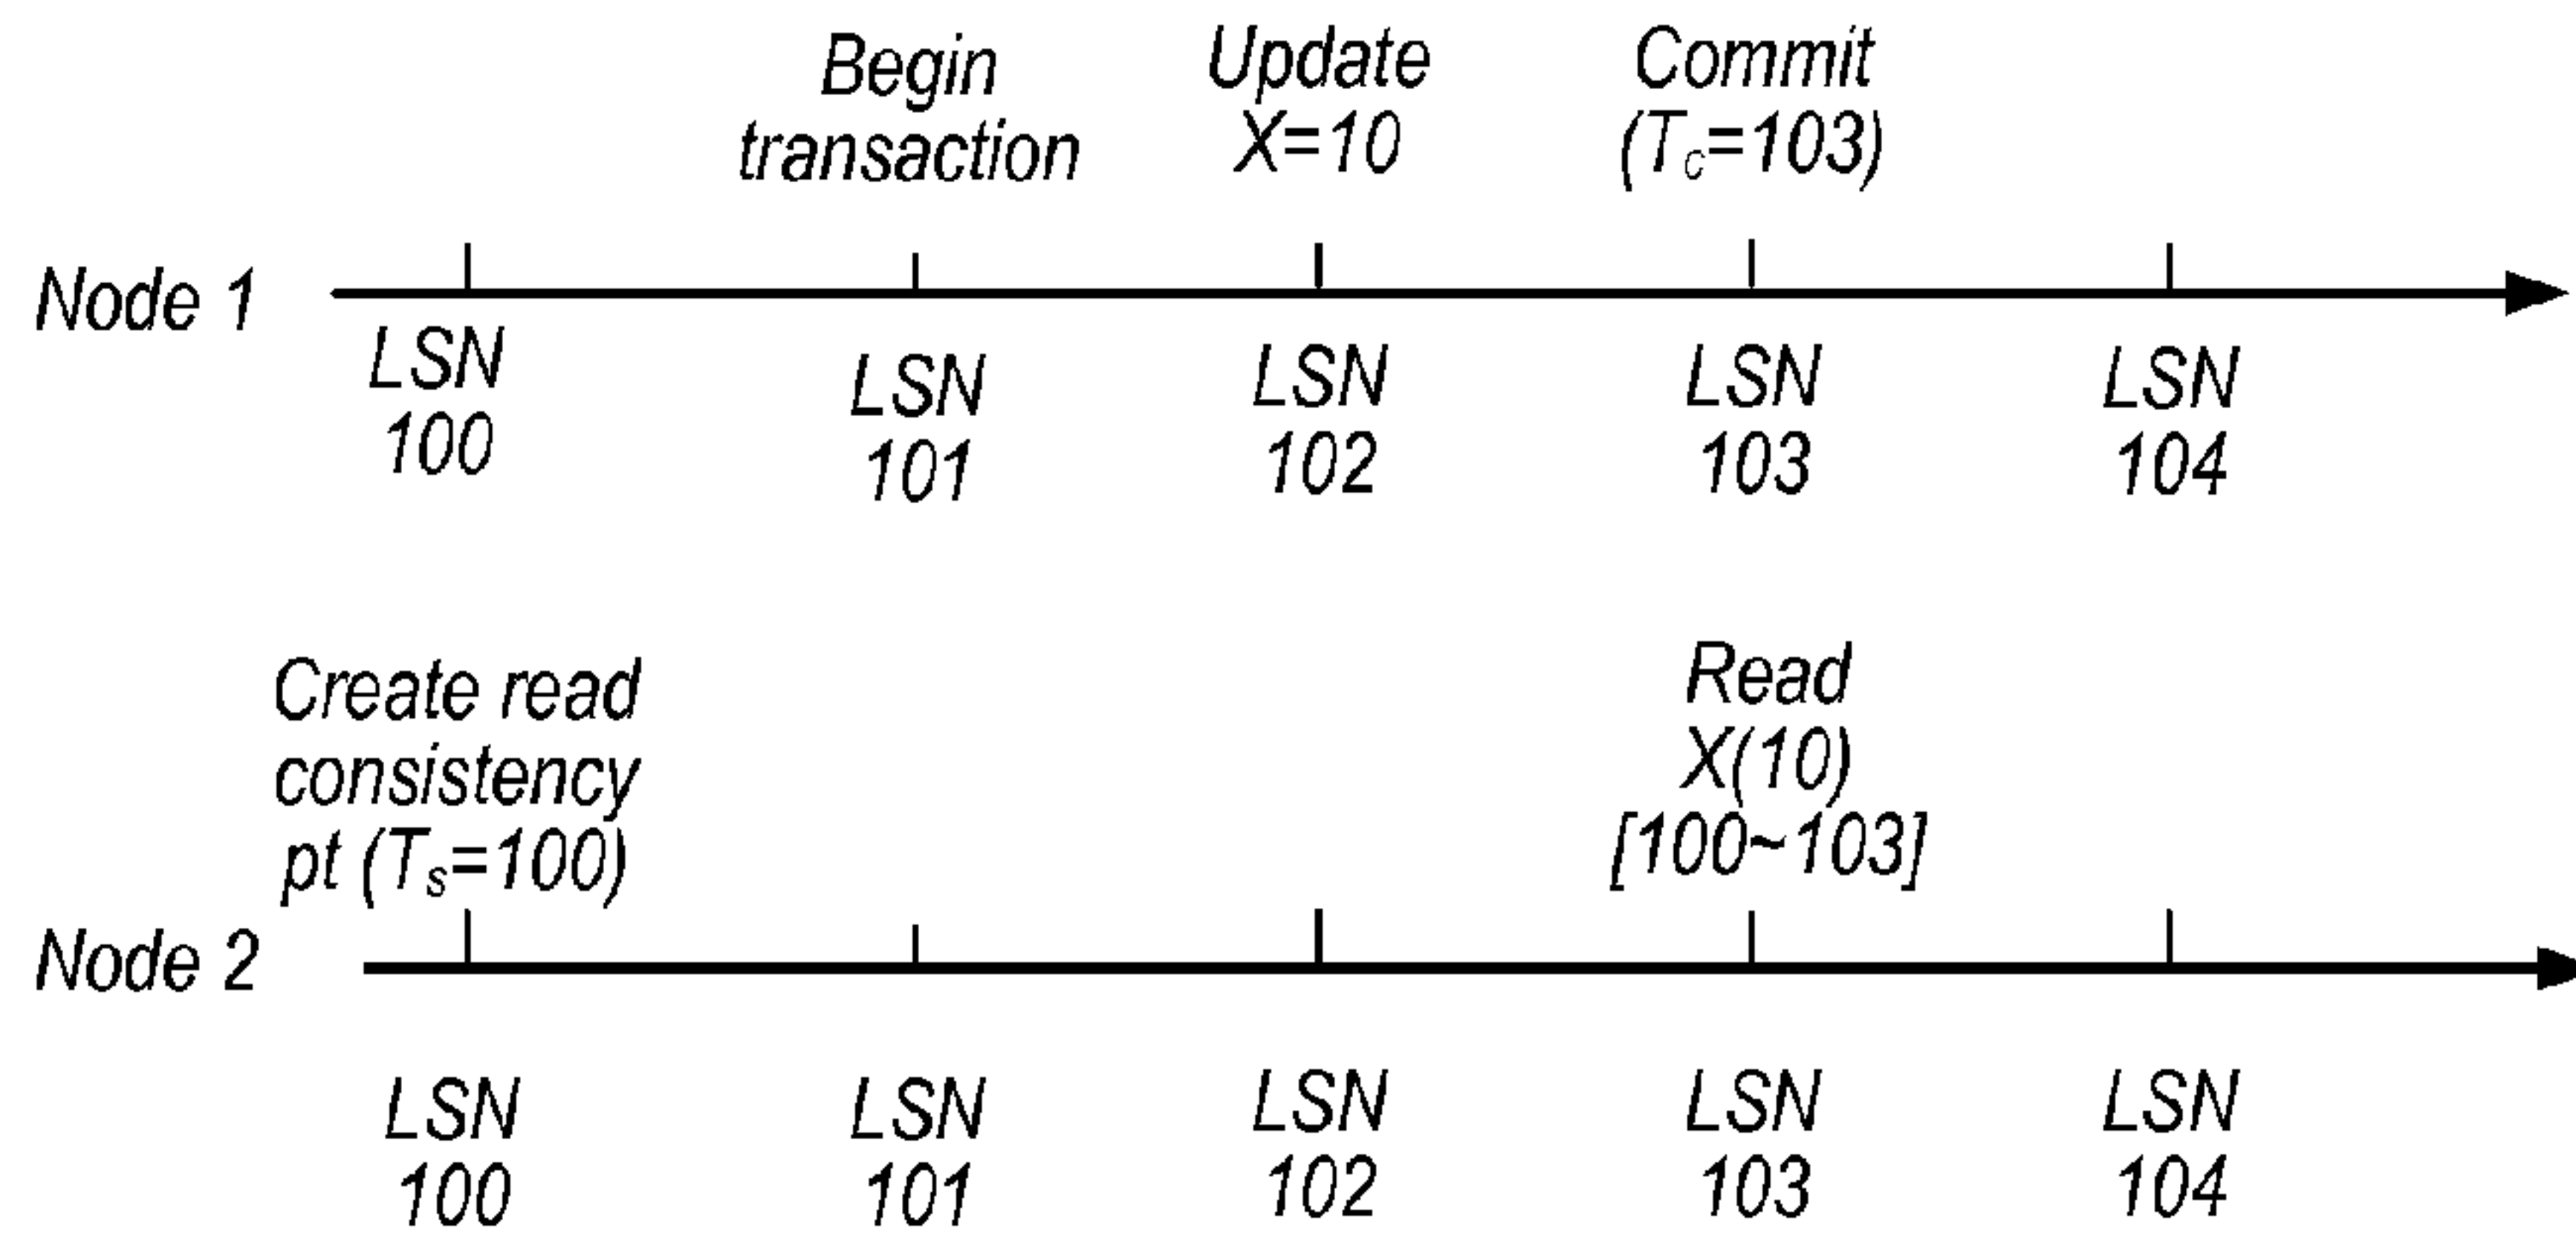 Begin
transaction
Update
X=10
Commit
(Tc=103)
Node 1
LSN
100
LSN
101
LSN
102
LSN
103
LSN
104
Create read
consistency
pt (Ts=100)
Read
X(10)
[100~103]
Node 2
LSN
100
LSN
101
LSN
102
LSN
103
LSN
104